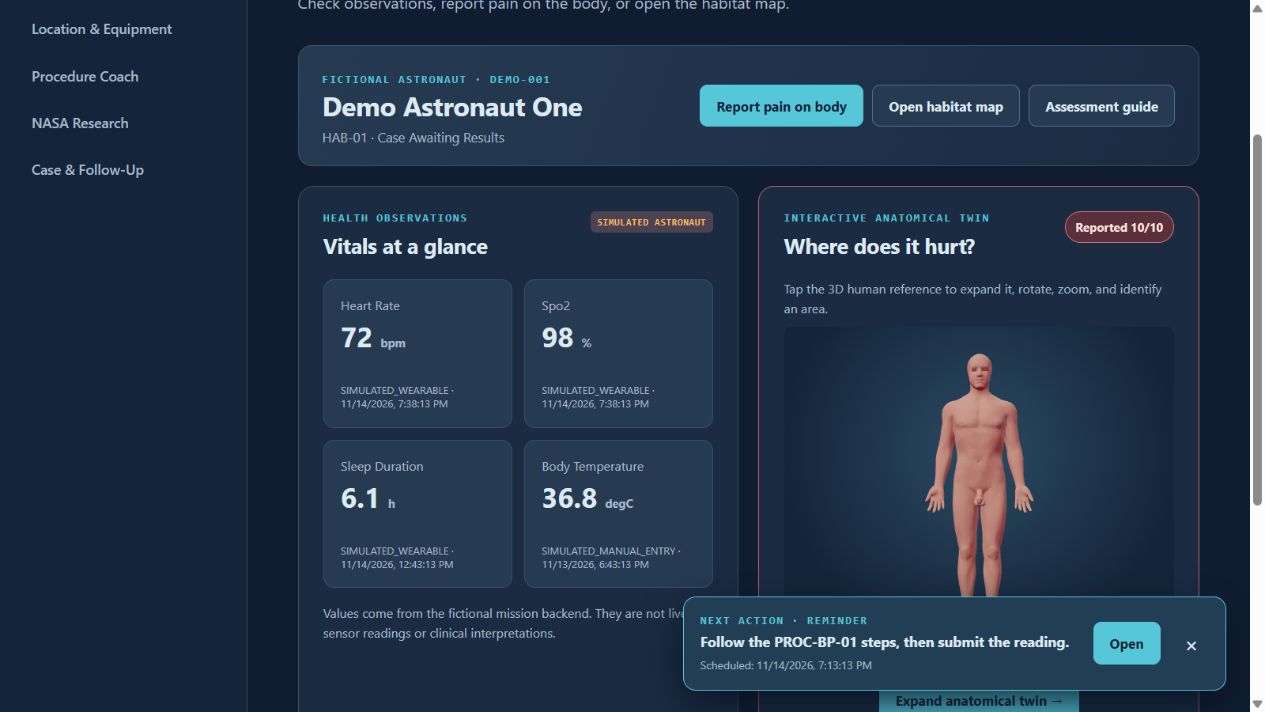 Check observations, report pain on the body, or open the habitat map.
Location & Equipment
Procedure Coach
NASA Research
Case & Follow-Up
FICTIONAL ASTRONAUT · DEMO-001
Demo Astronaut One
HAB-01 · Case Awaiting Results
Report pain on body
Open habitat map
Assessment guide
HEALTH OBSERVATIONS
SIMULATED ASTRONAUT
Vitals at a glance
Heart Rate
72 bpm
SIMULATED_WEARABLE ·
11/14/2026, 7:38:13 PM
Spo2
98 %
SIMULATED_WEARABLE ·
11/14/2026, 7:38:13 PM
Sleep Duration
6.1 h
SIMULATED_WEARABLE ·
11/14/2026, 12:43:13 PM
Body Temperature
36.8 degC
SIMULATED_MANUAL_ENTRY ·
11/13/2026, 6:43:13 PM
Values come from the fictional mission backend. They are not live
sensor readings or clinical interpretations.
INTERACTIVE ANATOMICAL TWIN
Where does it hurt?
Reported 10/10
Tap the 3D human reference to expand it, rotate, zoom, and identify
an area.
NEXT ACTION · REMINDER
Follow the PROC-BP-01 steps, then submit the reading.
Scheduled: 11/14/2026, 7:13:13 PM
Open
×
Expand anatomical twin →